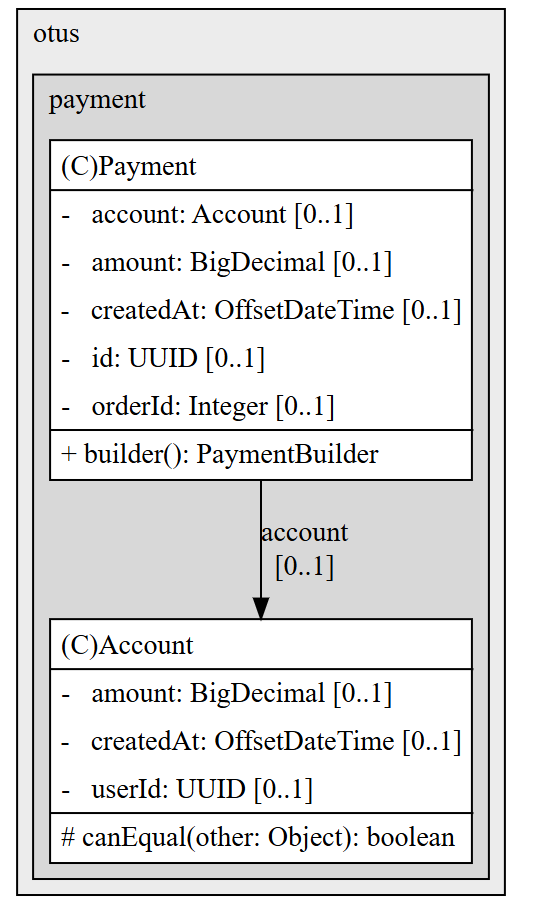 otus
payment
(C)Payment
- account: Account [0..1]
- amount: BigDecimal [0..1]
- createdAt: OffsetDateTime [0..1]
- id: UUID [0..1]
- orderId: Integer [0..1]
+ builder(): PaymentBuilder
account
[0..1]
(C)Account
- amount: BigDecimal [0..1]
- createdAt: OffsetDateTime [0..1]
- userId: UUID [0..1]
# canEqual(other: Object): boolean